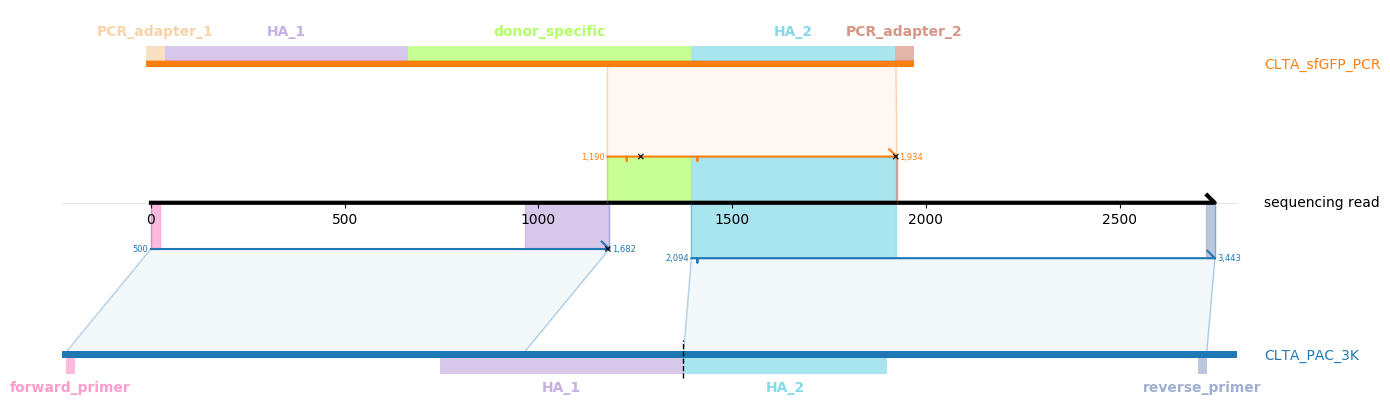 PCR_adapter_1 HA_1 donor_specific HA_2 PCR_adapter_2
CLTA_sfGFP_PCR
1,190 1,934
sequencing read
0 500 1000 1500 2000 2500
500 1,682
2,094 3,443
CLTA_PAC_3K
forward_primer HA_1 HA_2 reverse_primer